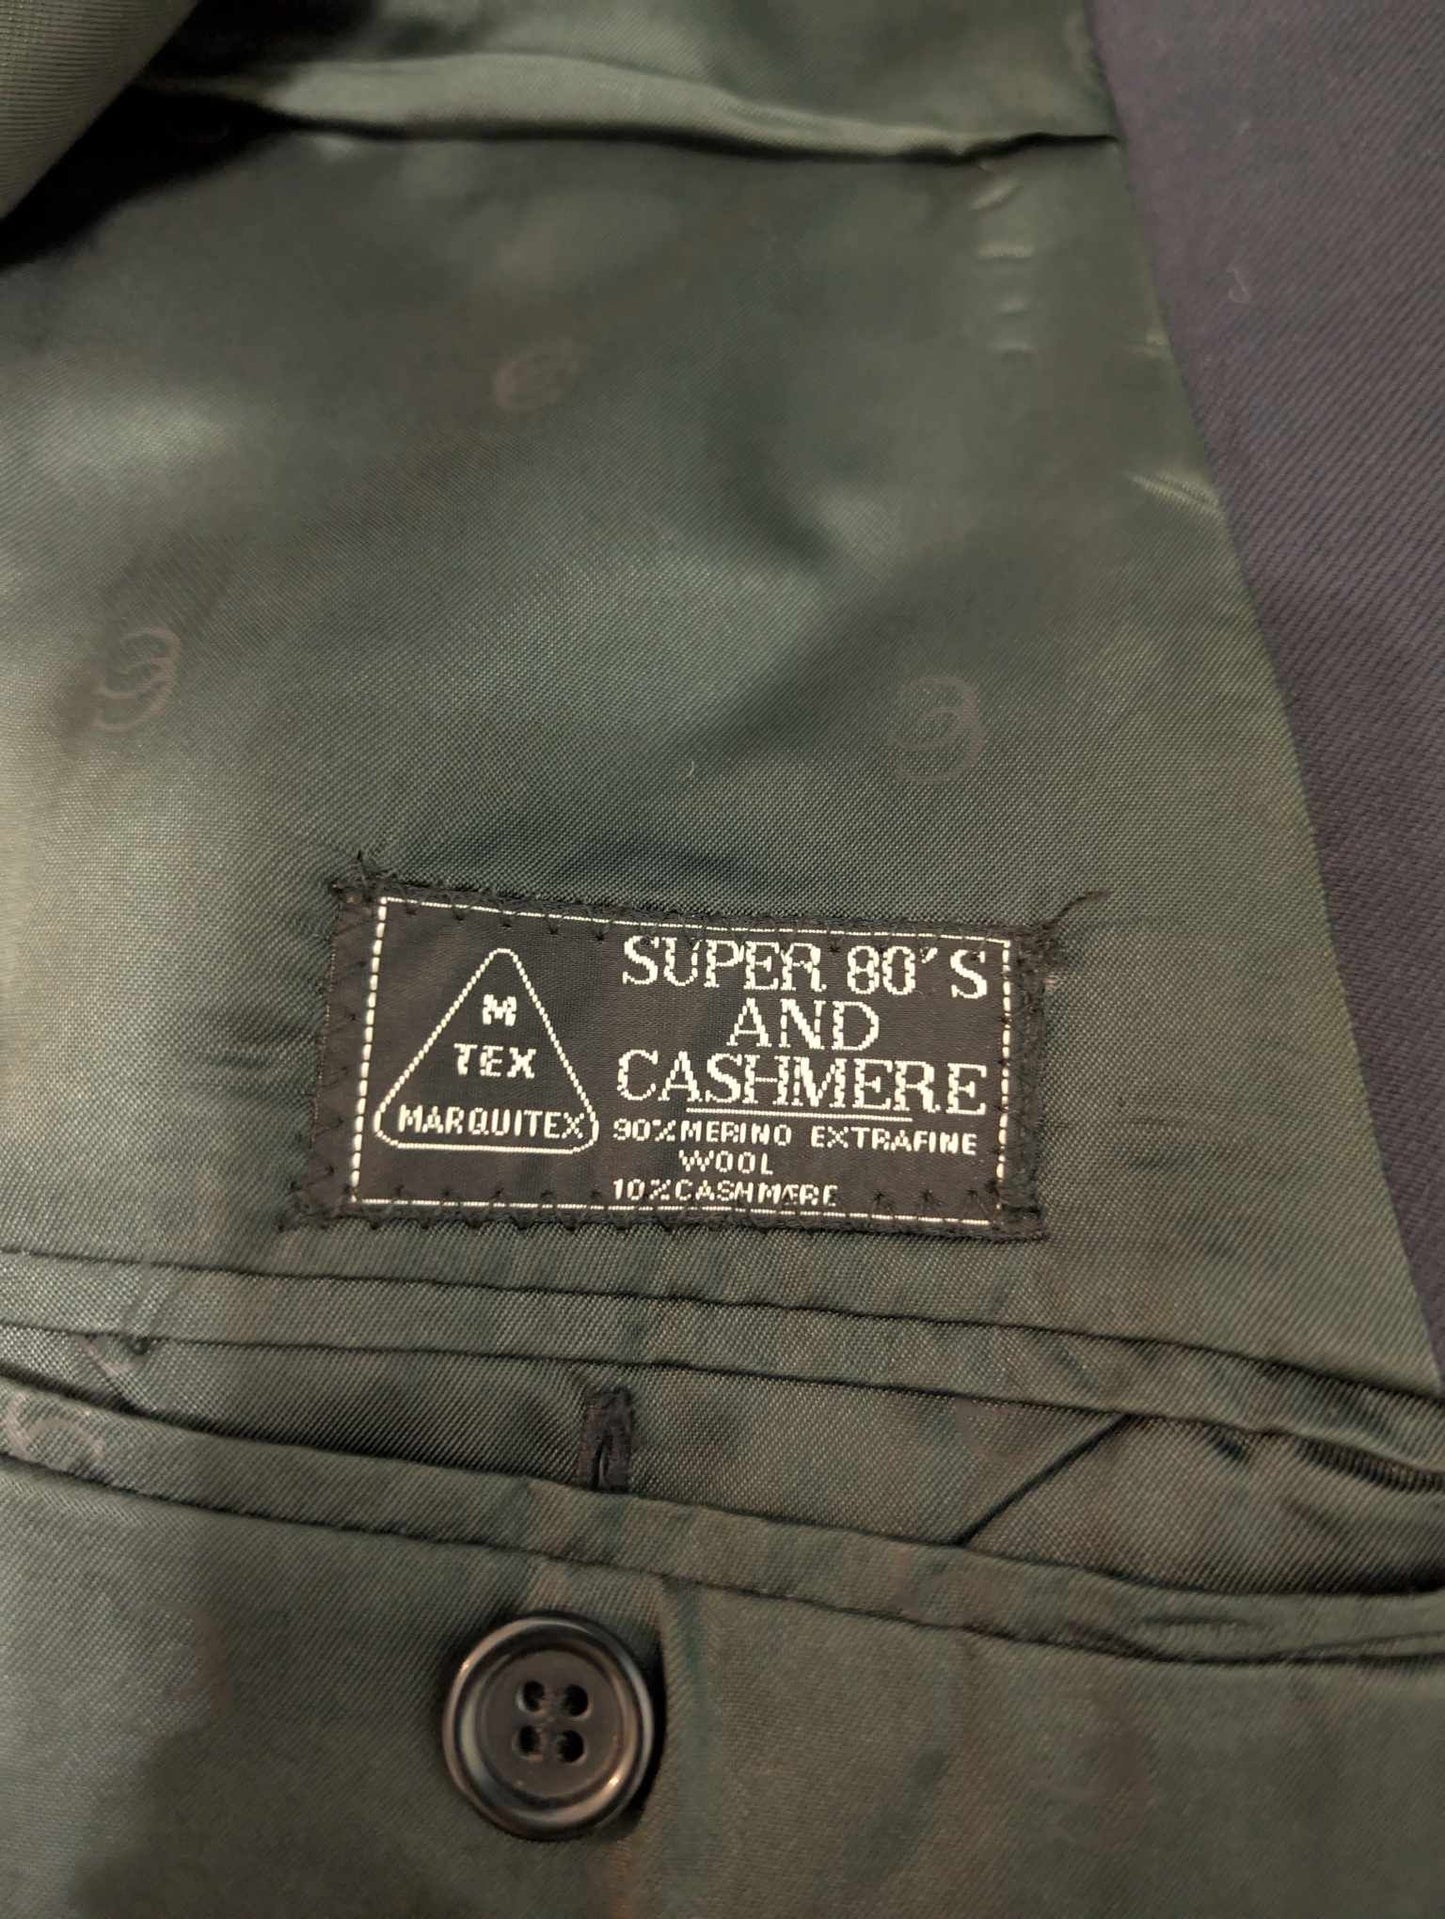 M
TEX
MARQUITEX
SUPER 80'S
AND
CASHMERE
90% MERINO EXTRAFINE
WOOL
10% CASHMERE